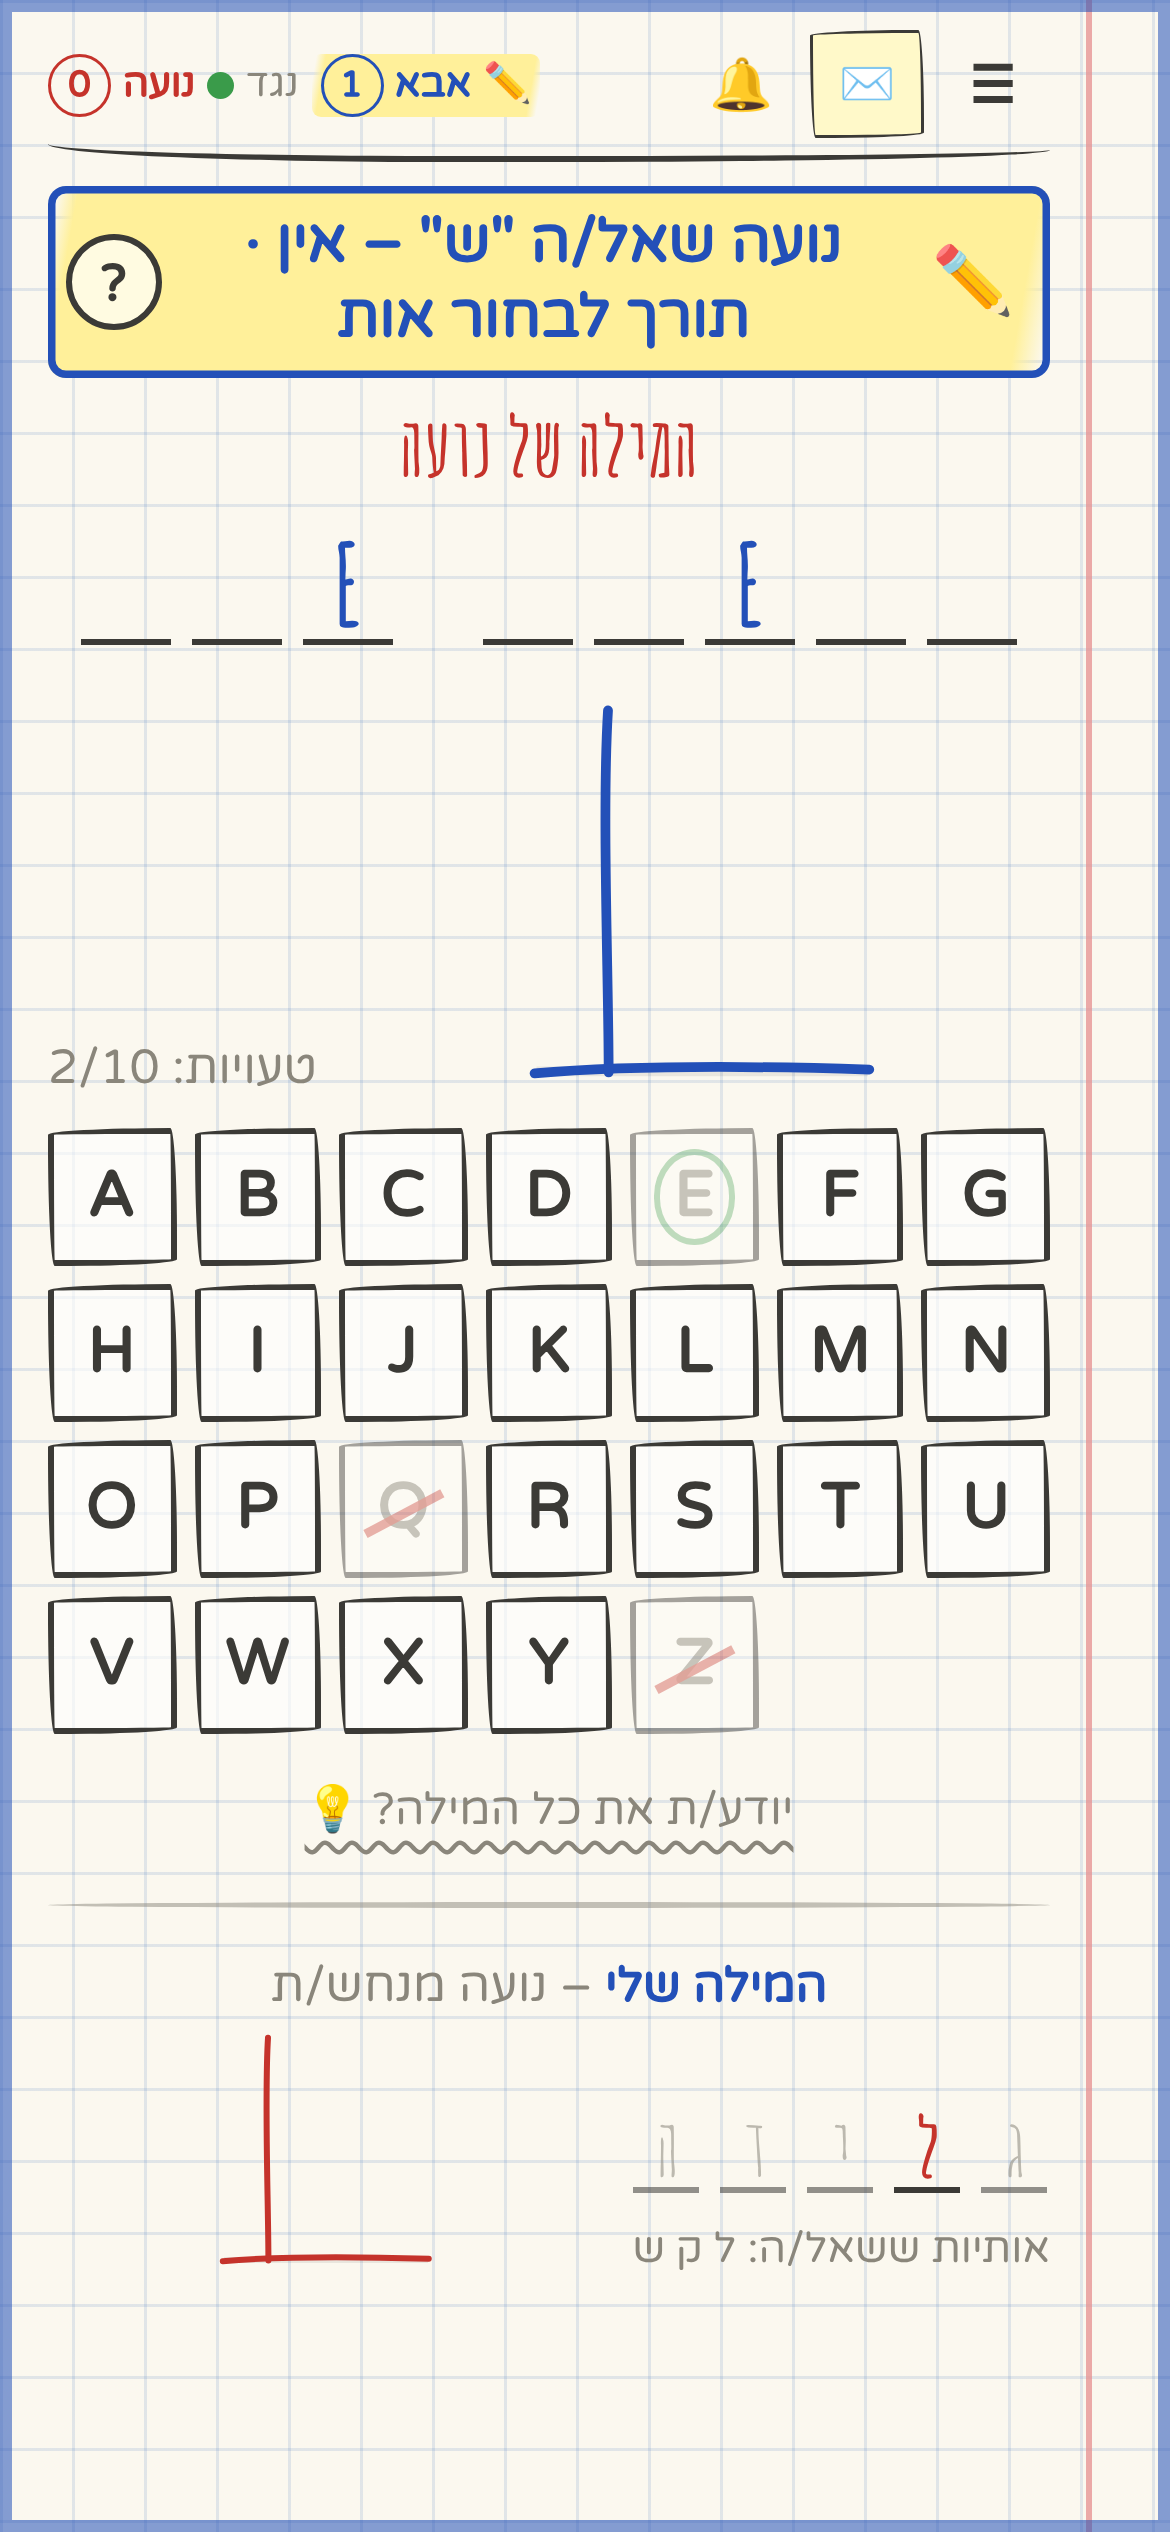 אבא 1 נגד נועה 0
נועה שאל/ה "ש" – אין ·
תורך לבחור אות
?
המילה של נועה
_ _ E _ _ E _ _
טעויות: 2/10
A B C D E F G
H I J K L M N
O P Q R S T U
V W X Y Z
יודע/ת את כל המילה?
המילה שלי – נועה מנחש/ת
ג ל י ד ה
אותיות ששאל/ה: ל ק ש